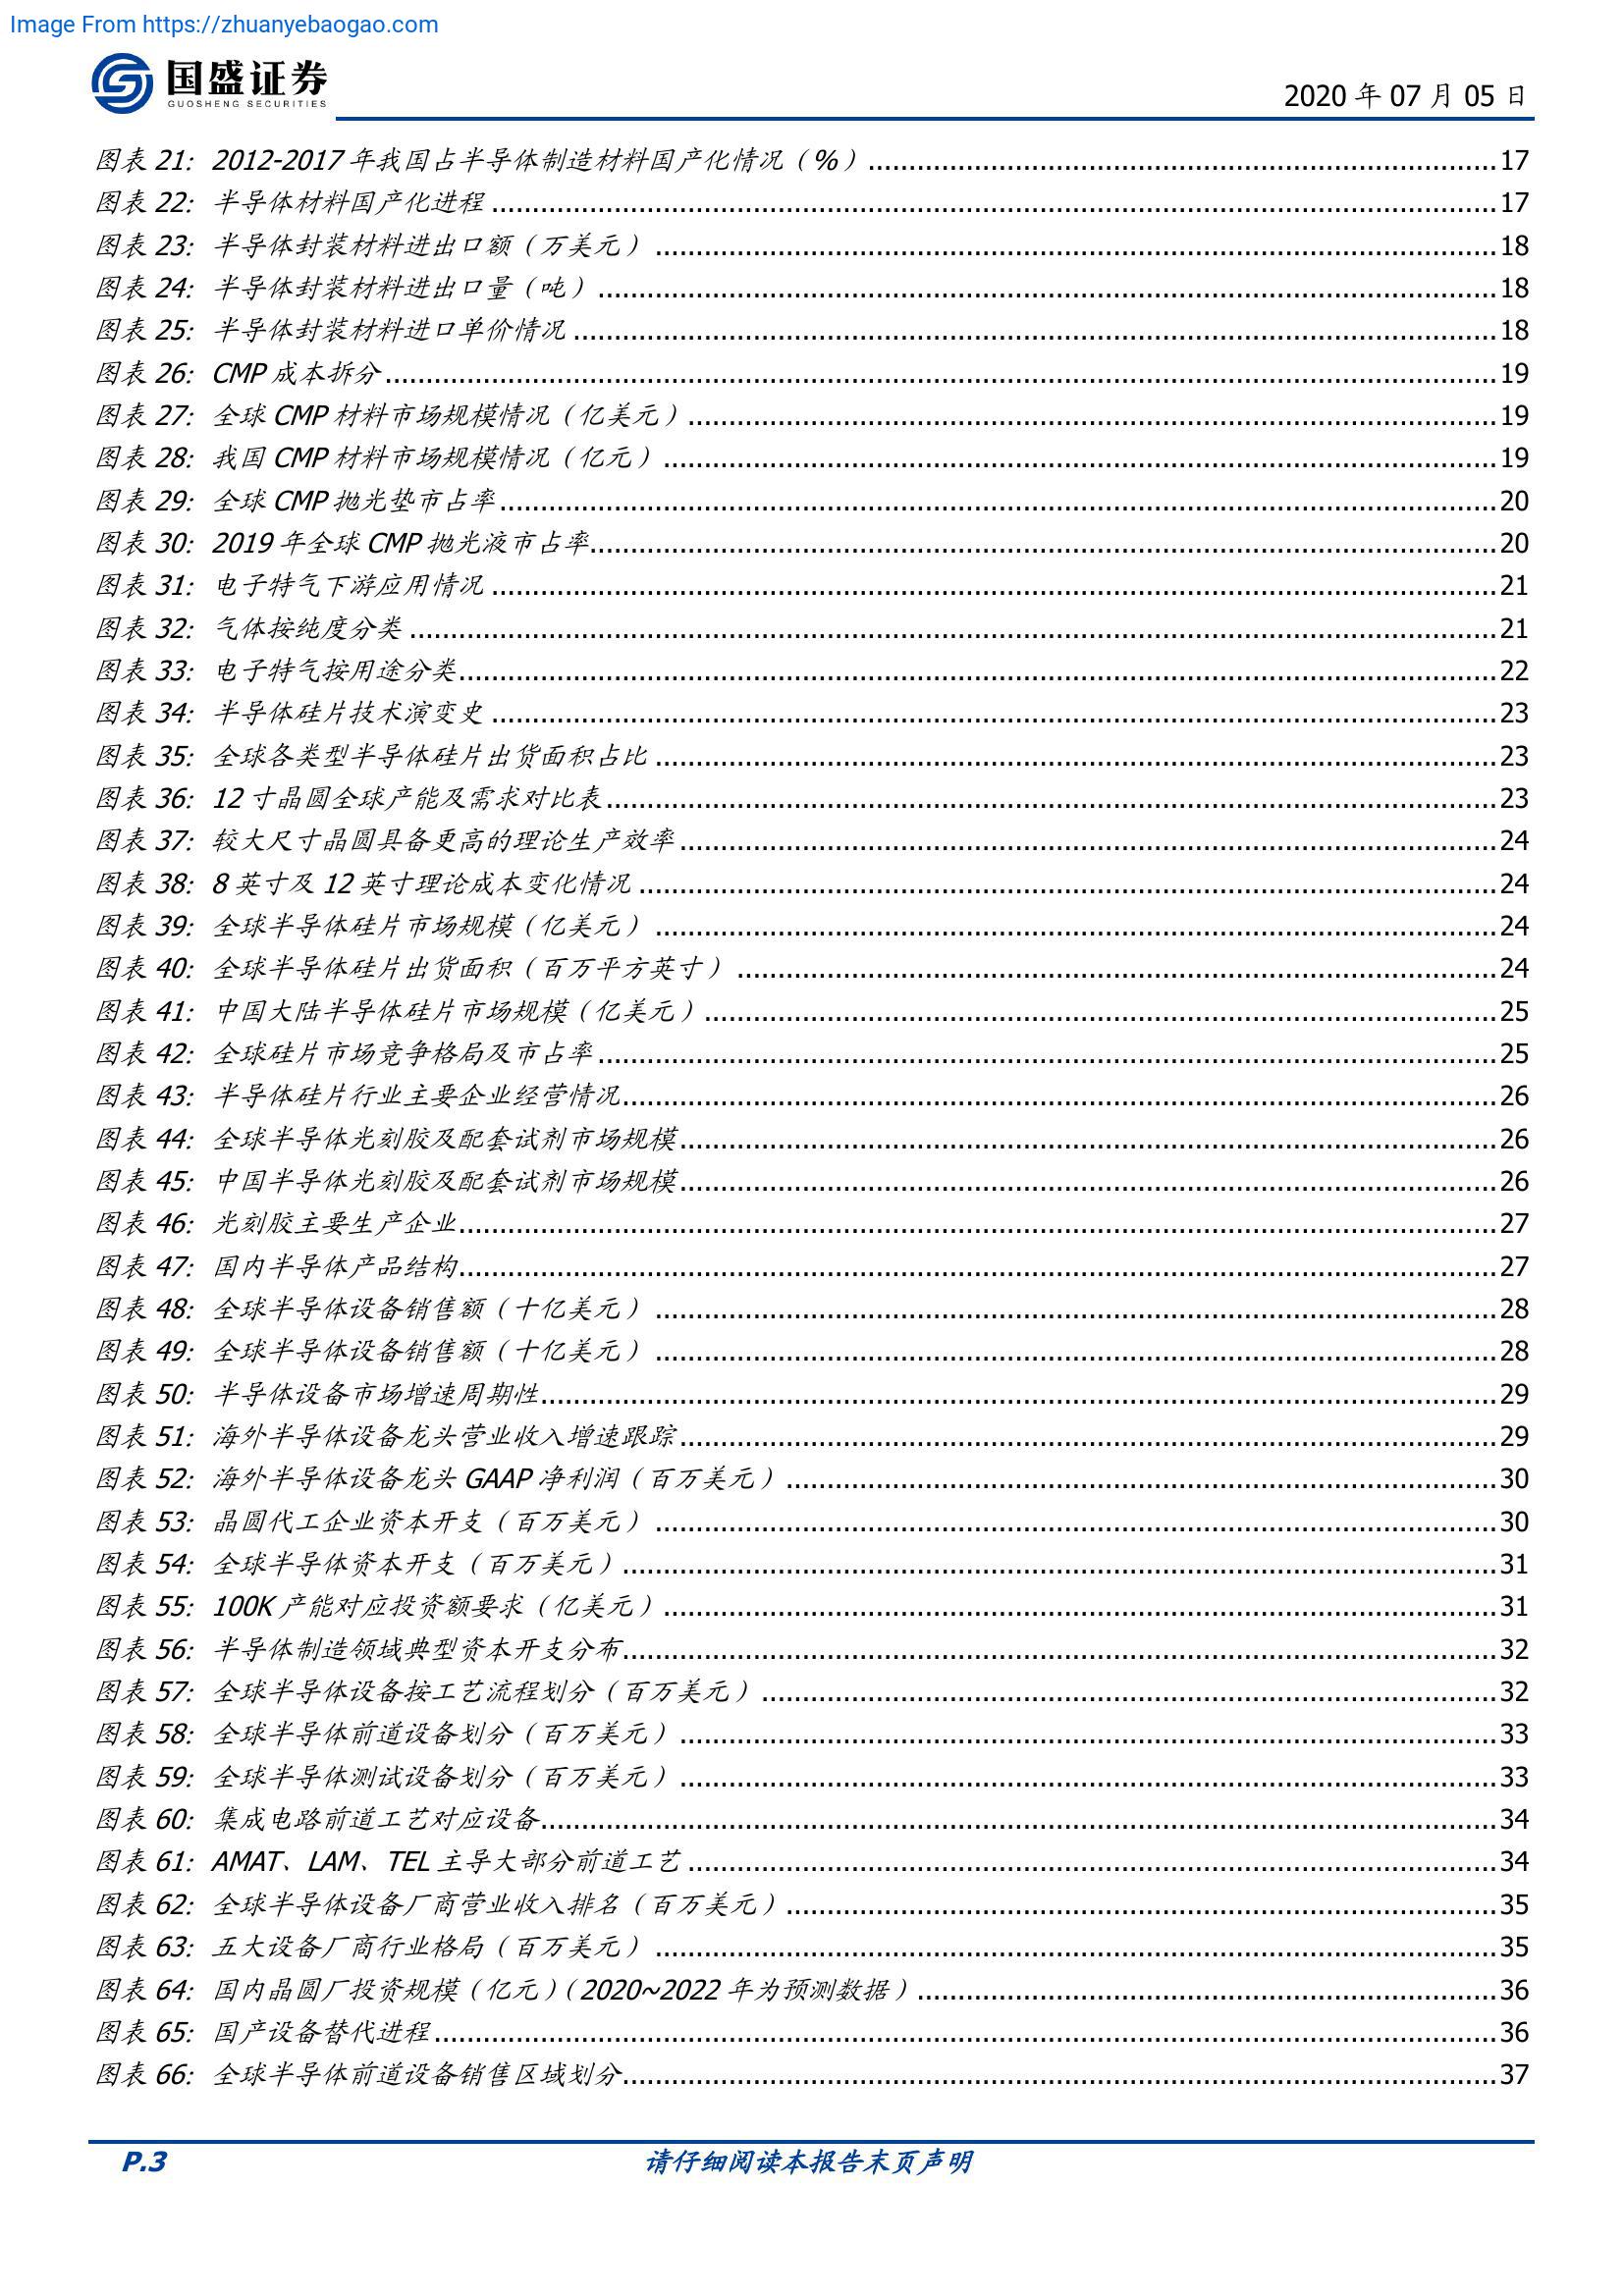 Image From https://zhuanyebaogao.com
国盛证券
GUOSHENG SECURITIES
2020 年 07 月 05 日
图表 21: 2012-2017 年我国占半导体制造材料国产化情况（%）....................17
图表 22: 半导体材料国产化进程....................17
图表 23: 半导体封装材料进出口额（万美元）....................18
图表 24: 半导体封装材料进出口量（吨）....................18
图表 25: 半导体封装材料进口单价情况....................18
图表 26: CMP 成本拆分....................19
图表 27: 全球 CMP 材料市场规模情况（亿美元）....................19
图表 28: 我国 CMP 材料市场规模情况（亿元）....................19
图表 29: 全球 CMP 抛光垫市占率....................20
图表 30: 2019 年全球 CMP 抛光液市占率....................20
图表 31: 电子特气下游应用情况....................21
图表 32: 气体按纯度分类....................21
图表 33: 电子特气按用途分类....................22
图表 34: 半导体硅片技术演变史....................23
图表 35: 全球各类型半导体硅片出货面积占比....................23
图表 36: 12 寸晶圆全球产能及需求对比表....................23
图表 37: 较大尺寸晶圆具备更高的理论生产效率....................24
图表 38: 8 英寸及 12 英寸理论成本变化情况....................24
图表 39: 全球半导体硅片市场规模（亿美元）....................24
图表 40: 全球半导体硅片出货面积（百万平方英寸）....................24
图表 41: 中国大陆半导体硅片市场规模（亿美元）....................25
图表 42: 全球硅片市场竞争格局及市占率....................25
图表 43: 半导体硅片行业主要企业经营情况....................26
图表 44: 全球半导体光刻胶及配套试剂市场规模....................26
图表 45: 中国半导体光刻胶及配套试剂市场规模....................26
图表 46: 光刻胶主要生产企业....................27
图表 47: 国内半导体产品结构....................27
图表 48: 全球半导体设备销售额（十亿美元）....................28
图表 49: 全球半导体设备销售额（十亿美元）....................28
图表 50: 半导体设备市场增速周期性....................29
图表 51: 海外半导体设备龙头营业收入增速跟踪....................29
图表 52: 海外半导体设备龙头 GAAP 净利润（百万美元）....................30
图表 53: 晶圆代工企业资本开支（百万美元）....................30
图表 54: 全球半导体资本开支（百万美元）....................31
图表 55: 100K 产能对应投资额要求（亿美元）....................31
图表 56: 半导体制造领域典型资本开支分布....................32
图表 57: 全球半导体设备按工艺流程划分（百万美元）....................32
图表 58: 全球半导体前道设备划分（百万美元）....................33
图表 59: 全球半导体测试设备划分（百万美元）....................33
图表 60: 集成电路前道工艺对应设备....................34
图表 61: AMAT、LAM、TEL 主导大部分前道工艺....................34
图表 62: 全球半导体设备厂商营业收入排名（百万美元）....................35
图表 63: 五大设备厂商行业格局（百万美元）....................35
图表 64: 国内晶圆厂投资规模（亿元）（2020~2022 年为预测数据）....................36
图表 65: 国产设备替代进程....................36
图表 66: 全球半导体前道设备销售区域划分....................37
P.3
请仔细阅读本报告末页声明